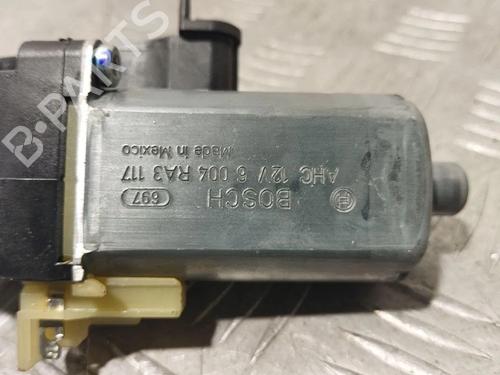 BOSCH 697
AHC 12V 6 004 RA3 117
Made in Mexico
B-PARTS